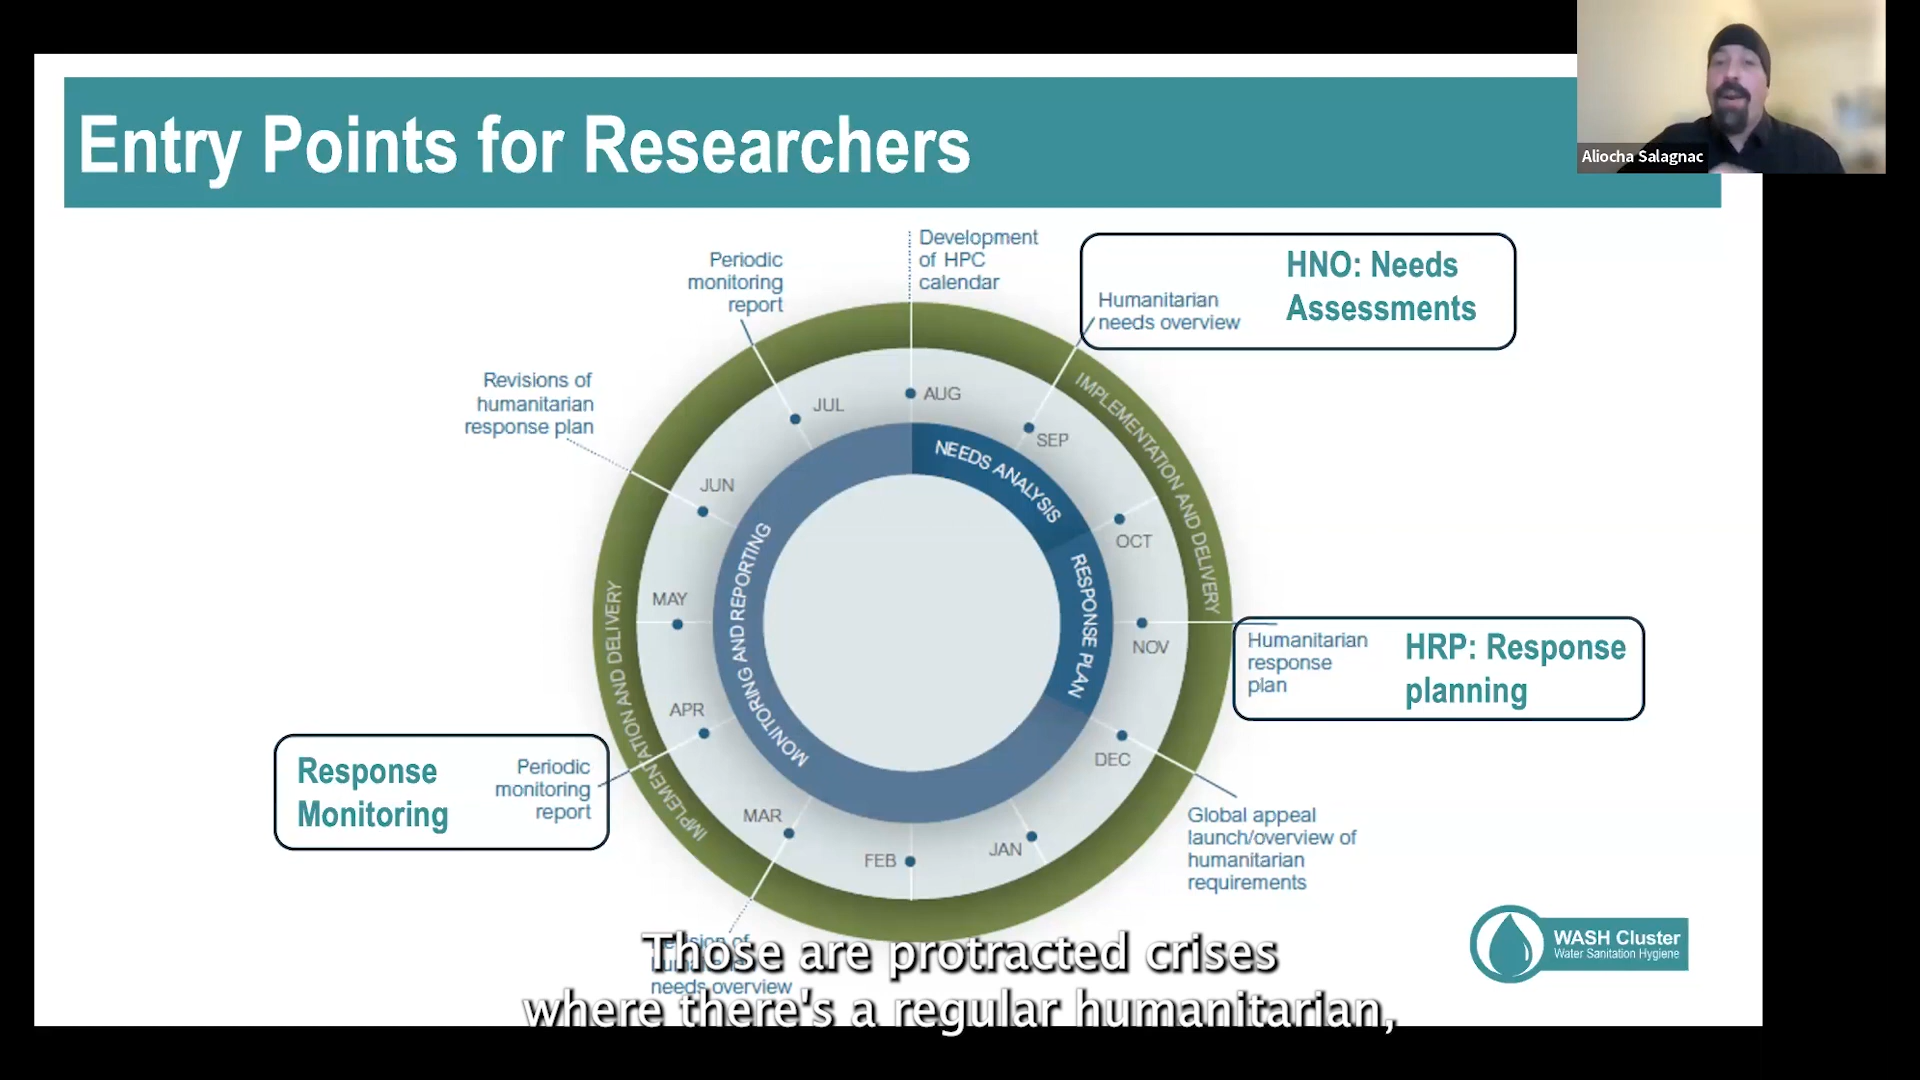 Entry Points for Researchers
Aliocha Salagnac
Development
of HPC
calendar
Periodic
monitoring
report
HNO: Needs
Assessments
Humanitarian
needs overview
Revisions of
humanitarian
response plan
JUL
AUG
SEP
JUN
OCT
MAY
NOV
APR
DEC
MAR
FEB
JAN
NEEDS ANALYSIS
RESPONSE PLAN
MONITORING AND REPORTING
IMPLEMENTATION AND DELIVERY
IMPLEMENTATION AND DELIVERY
Humanitarian
response
plan
HRP: Response
planning
Response
Monitoring
Periodic
monitoring
report
Global appeal
launch/overview of
humanitarian
requirements
needs overview
WASH Cluster
Water Sanitation Hygiene
Those are protracted crises
where there's a regular humanitarian,